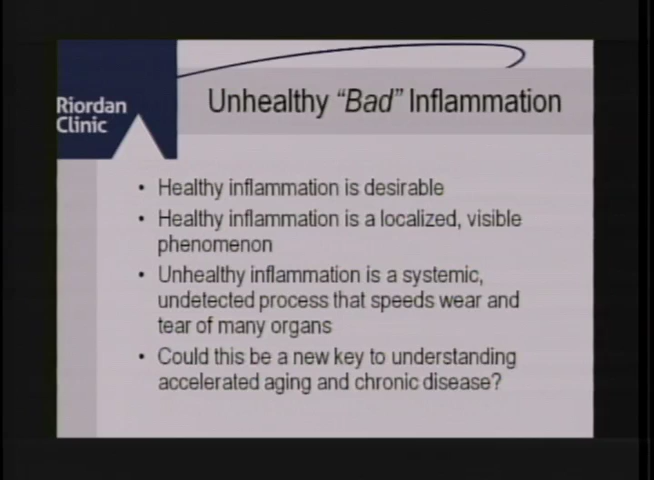 Riordan
Clinic
Unhealthy “Bad” Inflammation
• Healthy inflammation is desirable
• Healthy inflammation is a localized, visible
phenomenon
• Unhealthy inflammation is a systemic,
undetected process that speeds wear and
tear of many organs
• Could this be a new key to understanding
accelerated aging and chronic disease?